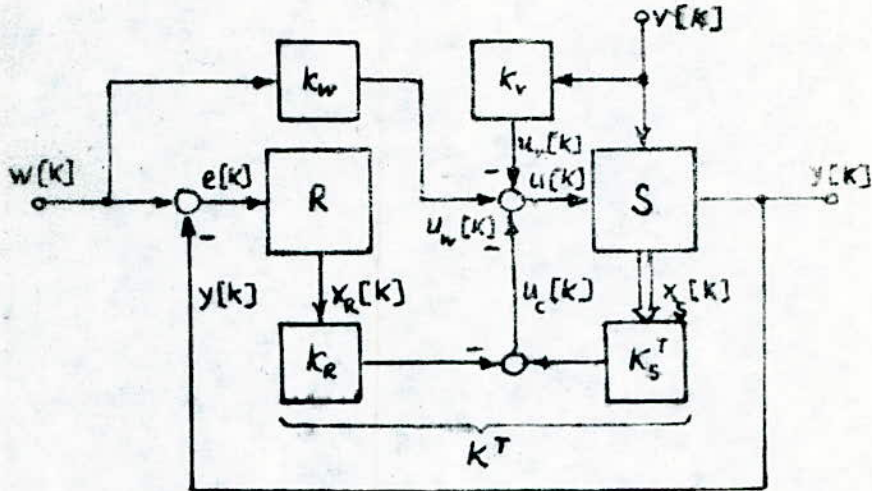 v[k]
k_w
k_v
w[k]
e[k]
R
u_v[k]
-
u[k]
S
y[k]
-
u_w[k]
-
y[k]
x_R[k]
u_c[k]
x_S[k]
k_R
-
k_S^T
K^T